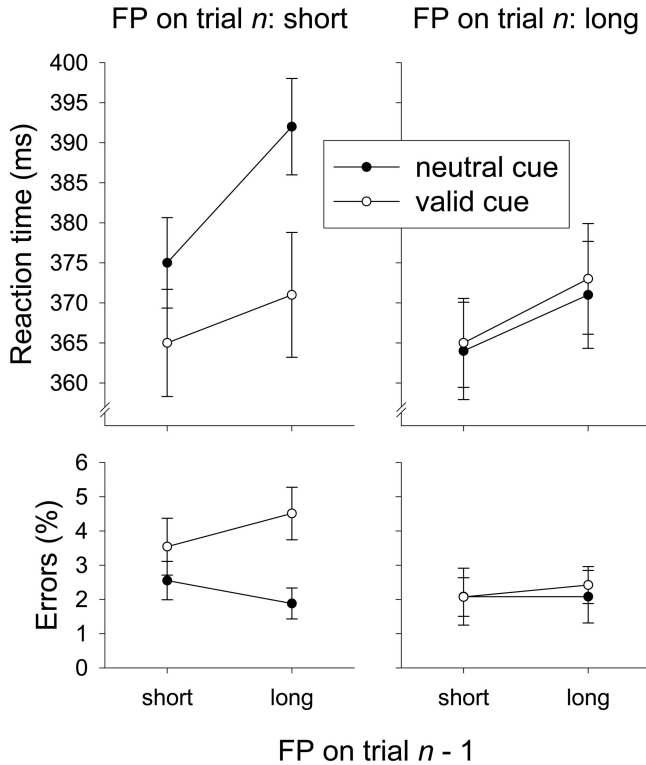 FP on trial n: short
FP on trial n: long
Reaction time (ms)
400
395
390
385
380
375
370
365
360
neutral cue
valid cue
Errors (%)
6
5
4
3
2
1
0
short
long
short
long
FP on trial n - 1